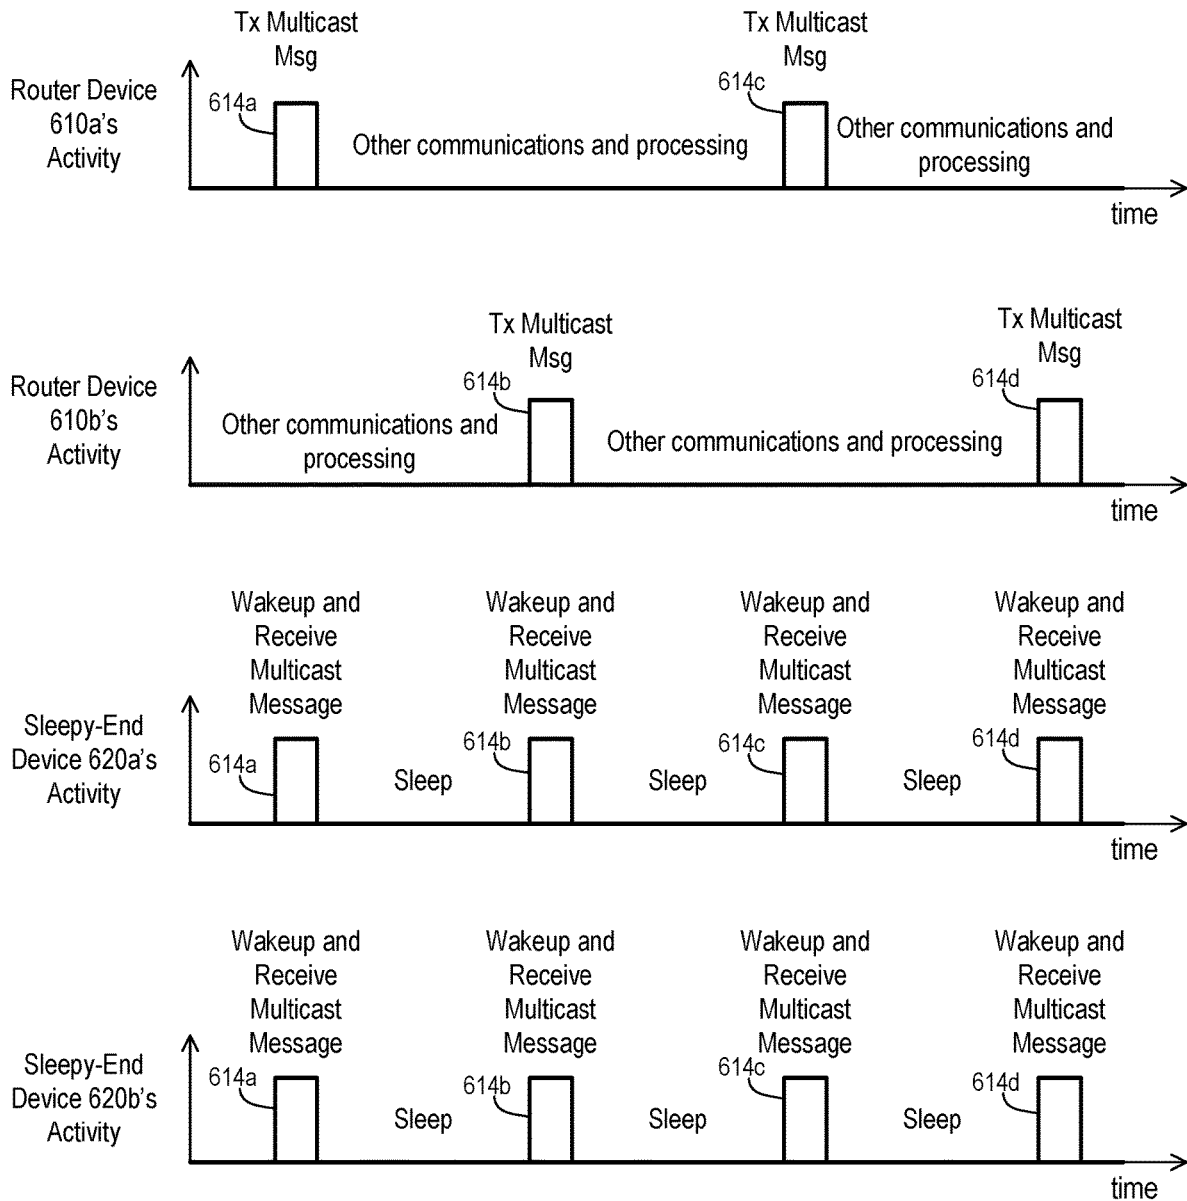 Tx Multicast
Msg
Tx Multicast
Msg
Router Device
610a's
Activity
614a
614c
Other communications and processing
Other communications and
processing
time
Tx Multicast
Msg
Tx Multicast
Msg
Router Device
610b's
Activity
614b
614d
Other communications and
processing
Other communications and processing
time
Wakeup and
Receive
Multicast
Message
Wakeup and
Receive
Multicast
Message
Wakeup and
Receive
Multicast
Message
Wakeup and
Receive
Multicast
Message
Sleepy-End
Device 620a's
Activity
614a
614b
614c
614d
Sleep
Sleep
Sleep
time
Wakeup and
Receive
Multicast
Message
Wakeup and
Receive
Multicast
Message
Wakeup and
Receive
Multicast
Message
Wakeup and
Receive
Multicast
Message
Sleepy-End
Device 620b's
Activity
614a
614b
614c
614d
Sleep
Sleep
Sleep
time